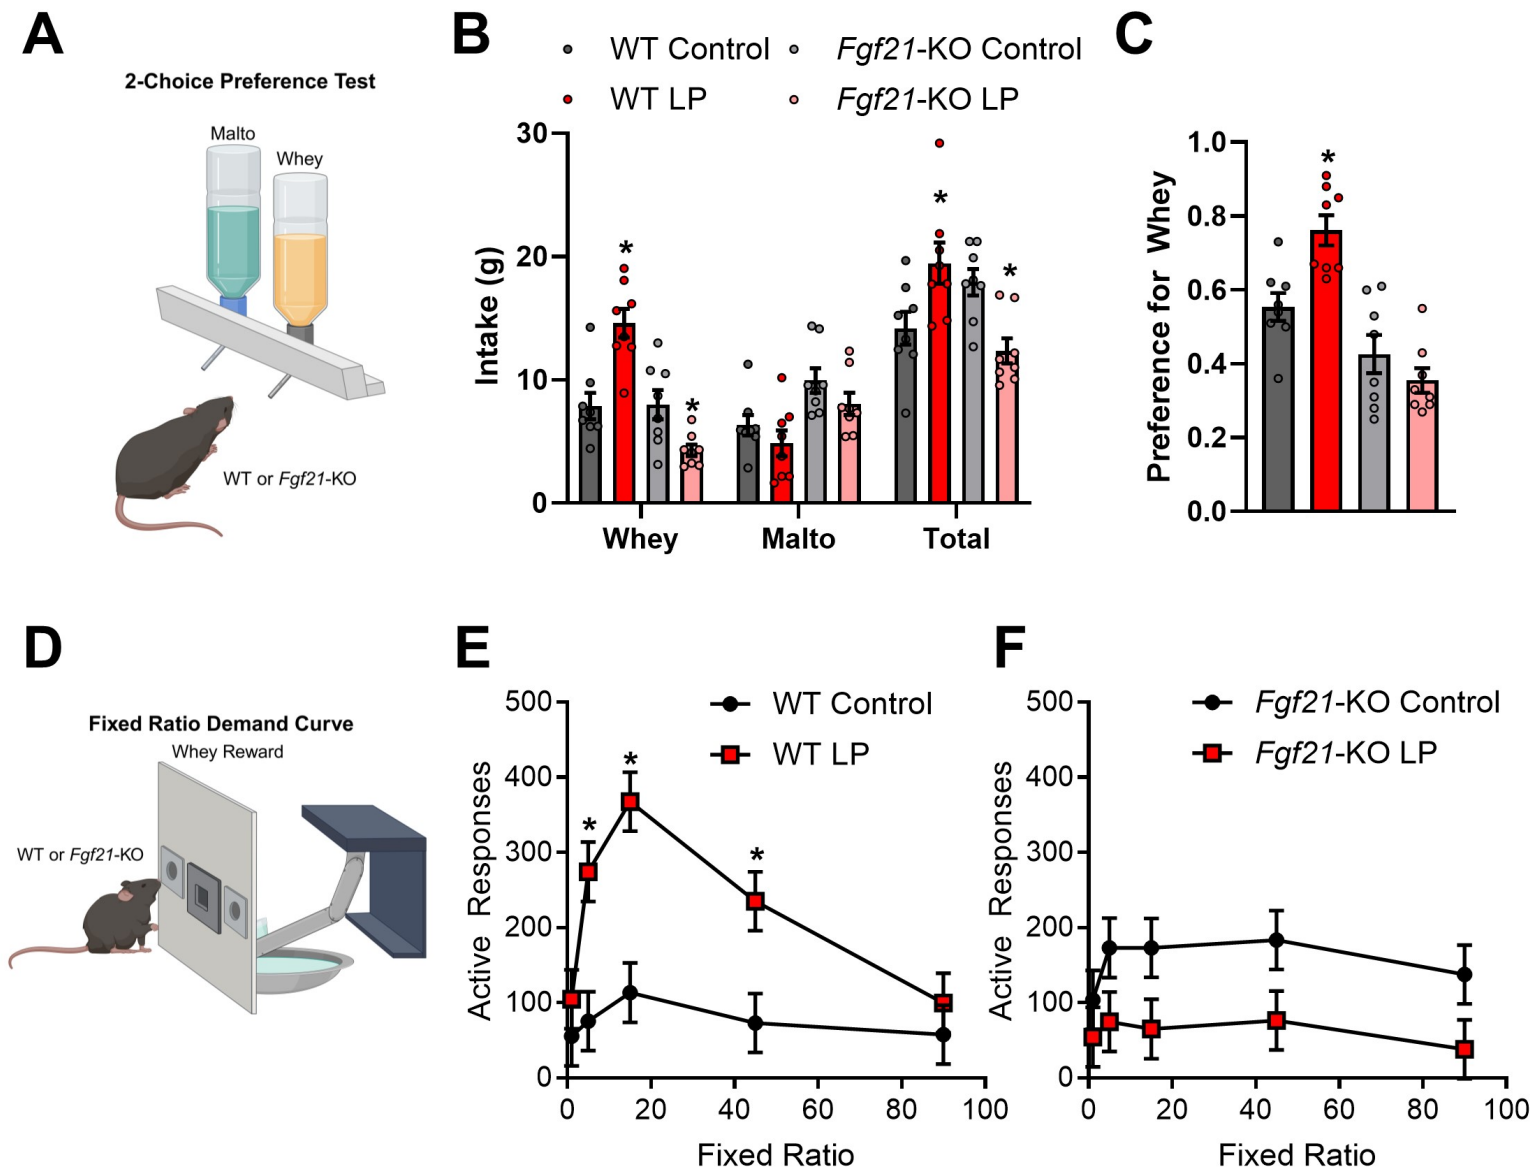 A
2-Choice Preference Test
Malto
Whey
WT or Fgf21-KO
B
WT Control
Fgf21-KO Control
WT LP
Fgf21-KO LP
Intake (g)
30
20
10
0
*
*
*
*
Whey
Malto
Total
C
Preference for Whey
1.0
0.8
0.6
0.4
0.2
0.0
*
D
Fixed Ratio Demand Curve
Whey Reward
WT or Fgf21-KO
E
WT Control
WT LP
Active Responses
500
400
300
200
100
0
*
*
*
0 20 40 60 80 100
Fixed Ratio
F
Fgf21-KO Control
Fgf21-KO LP
Active Responses
500
400
300
200
100
0
0 20 40 60 80 100
Fixed Ratio